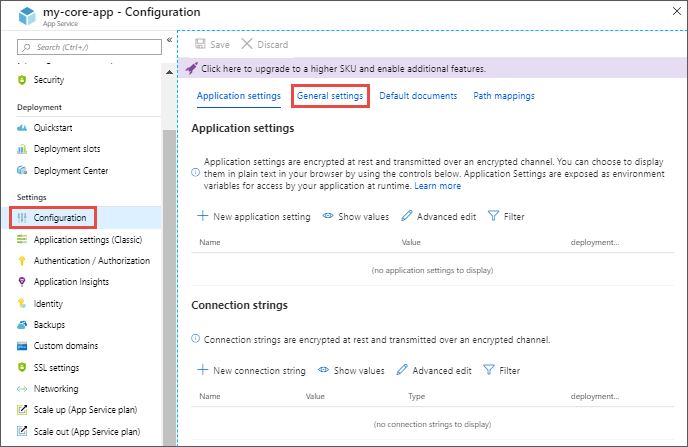 my-core-app - Configuration
App Service
Search (Ctrl+/)
Security
Deployment
Quickstart
Deployment slots
Deployment Center
Settings
Configuration
Application settings (Classic)
Authentication / Authorization
Application Insights
Identity
Backups
Custom domains
SSL settings
Networking
Scale up (App Service plan)
Scale out (App Service plan)
Save Discard
Click here to upgrade to a higher SKU and enable additional features.
Application settings General settings Default documents Path mappings
Application settings
Application settings are encrypted at rest and transmitted over an encrypted channel. You can choose to display
them in plain text in your browser by using the controls below. Application Settings are exposed as environment
variables for access by your application at runtime. Learn more
New application setting Show values Advanced edit Filter
Name Value deployment...
(no application settings to display)
Connection strings
Connection strings are encrypted at rest and transmitted over an encrypted channel.
New connection string Show values Advanced edit Filter
Name Value Type deployment...
(no connection strings to display)